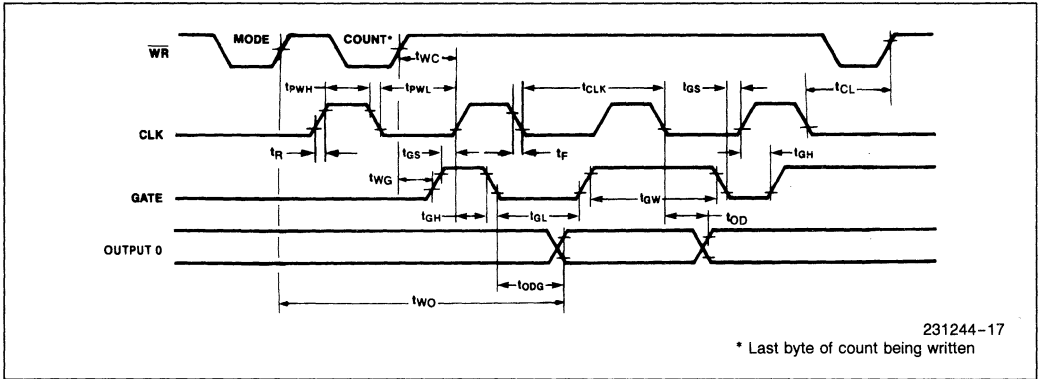 MODE COUNT*
WR
tWC
tPWH tPWL tCLK tGS tCL
CLK
tR tGS tF tGH
tWG
GATE
tGH tGL tGW tOD
OUTPUT 0
tODG
tWO
231244-17
* Last byte of count being written